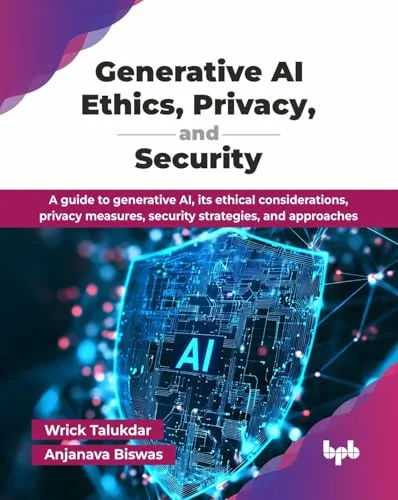 Generative AI
Ethics, Privacy,
and
Security
A guide to generative AI, its ethical considerations,
privacy measures, security strategies, and approaches
AI
Wrick Talukdar
Anjanava Biswas
bpb